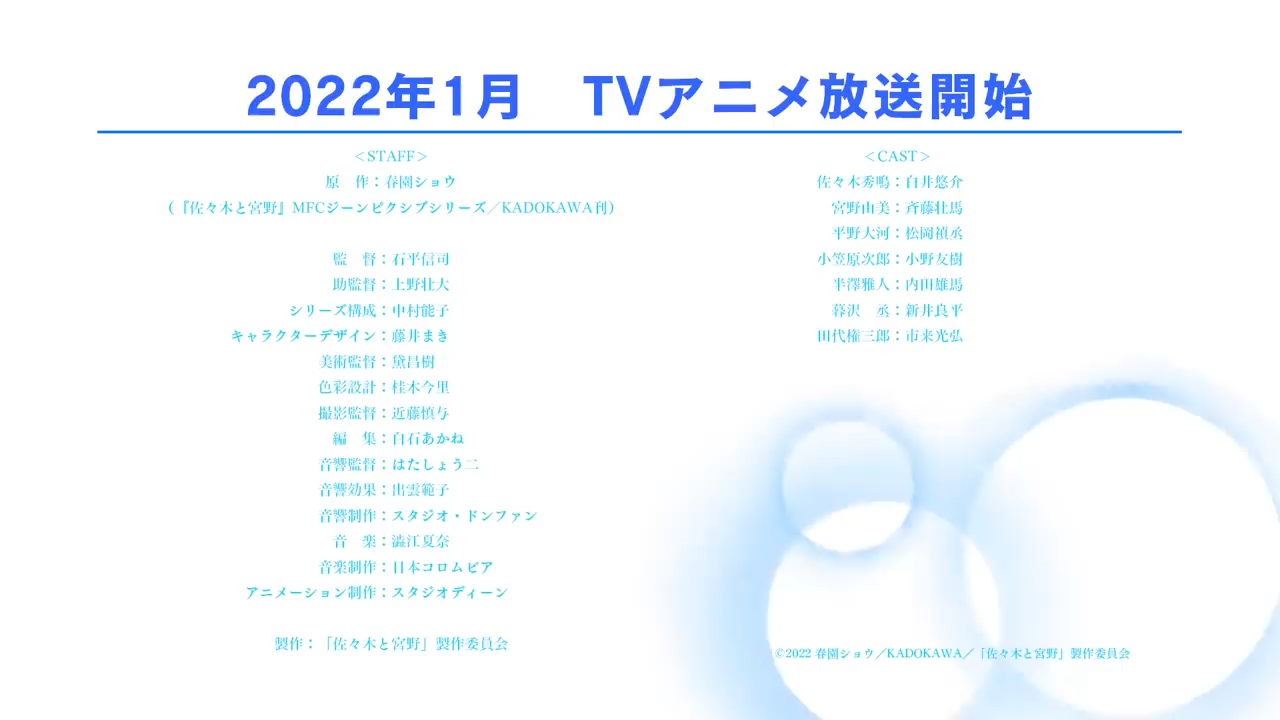 2022年1月　TVアニメ放送開始
＜STAFF＞
原　作：春園ショウ
（『佐々木と宮野』MFCジーンピクシブシリーズ／KADOKAWA刊）
監　督：石平信司
助監督：上野壮大
シリーズ構成：中村能子
キャラクターデザイン：藤井まき
美術監督：黛昌樹
色彩設計：桂木今里
撮影監督：近藤慎与
編　集：白石あかね
音響監督：はたしょう二
音響効果：出雲範子
音響制作：スタジオ・ドンファン
音　楽：澁江夏奈
音楽制作：日本コロムビア
アニメーション制作：スタジオディーン
製作：「佐々木と宮野」製作委員会
＜CAST＞
佐々木秀鳴：白井悠介
宮野由美：斉藤壮馬
平野大河：松岡禎丞
小笠原次郎：小野友樹
半澤雅人：内田雄馬
暮沢　丞：新井良平
田代権三郎：市来光弘
©2022 春園ショウ／KADOKAWA／「佐々木と宮野」製作委員会